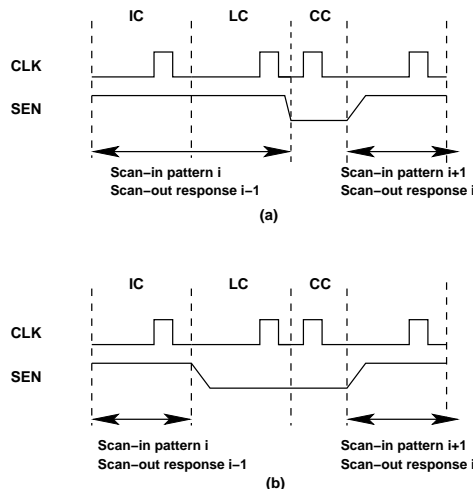 IC LC CC
CLK
SEN
Scan-in pattern i Scan-in pattern i+1
Scan-out response i-1 Scan-out response i
(a)
IC LC CC
CLK
SEN
Scan-in pattern i Scan-in pattern i+1
Scan-out response i-1 Scan-out response i
(b)